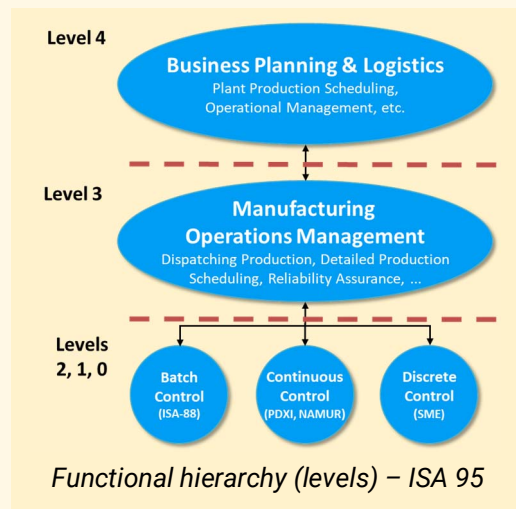 Level 4
Business Planning & Logistics
Plant Production Scheduling,
Operational Management, etc.
Level 3
Manufacturing
Operations Management
Dispatching Production, Detailed Production
Scheduling, Reliability Assurance, ...
Levels
2, 1, 0
Batch
Control
(ISA-88)
Continuous
Control
(PDXI, NAMUR)
Discrete
Control
(SME)
Functional hierarchy (levels) – ISA 95